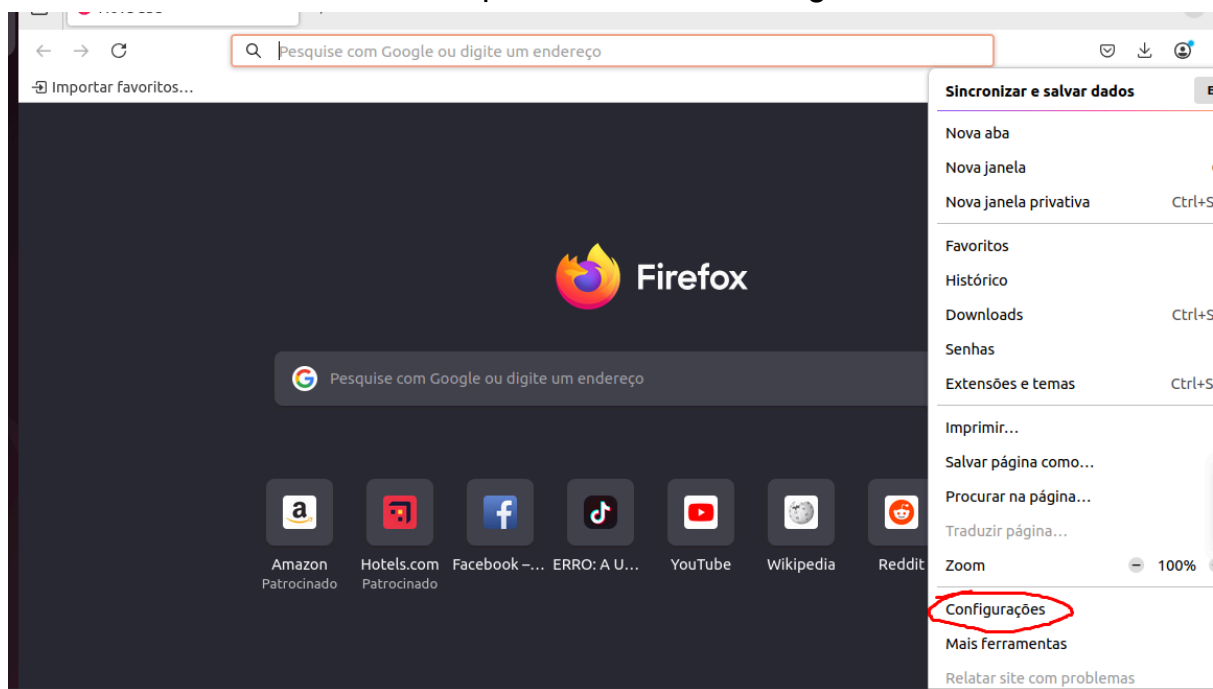 Pesquise com Google ou digite um endereço
Importar favoritos...
Sincronizar e salvar dados
Nova aba
Nova janela
Nova janela privativa
Favoritos
Histórico
Downloads
Senhas
Extensões e temas
Imprimir...
Salvar página como...
Procurar na página...
Traduzir página...
Zoom 100%
Configurações
Mais ferramentas
Relatar site com problemas
Firefox
Pesquise com Google ou digite um endereço
Amazon
Patrocinado
Hotels.com
Patrocinado
Facebook –...
ERRO: A U...
YouTube
Wikipedia
Reddit